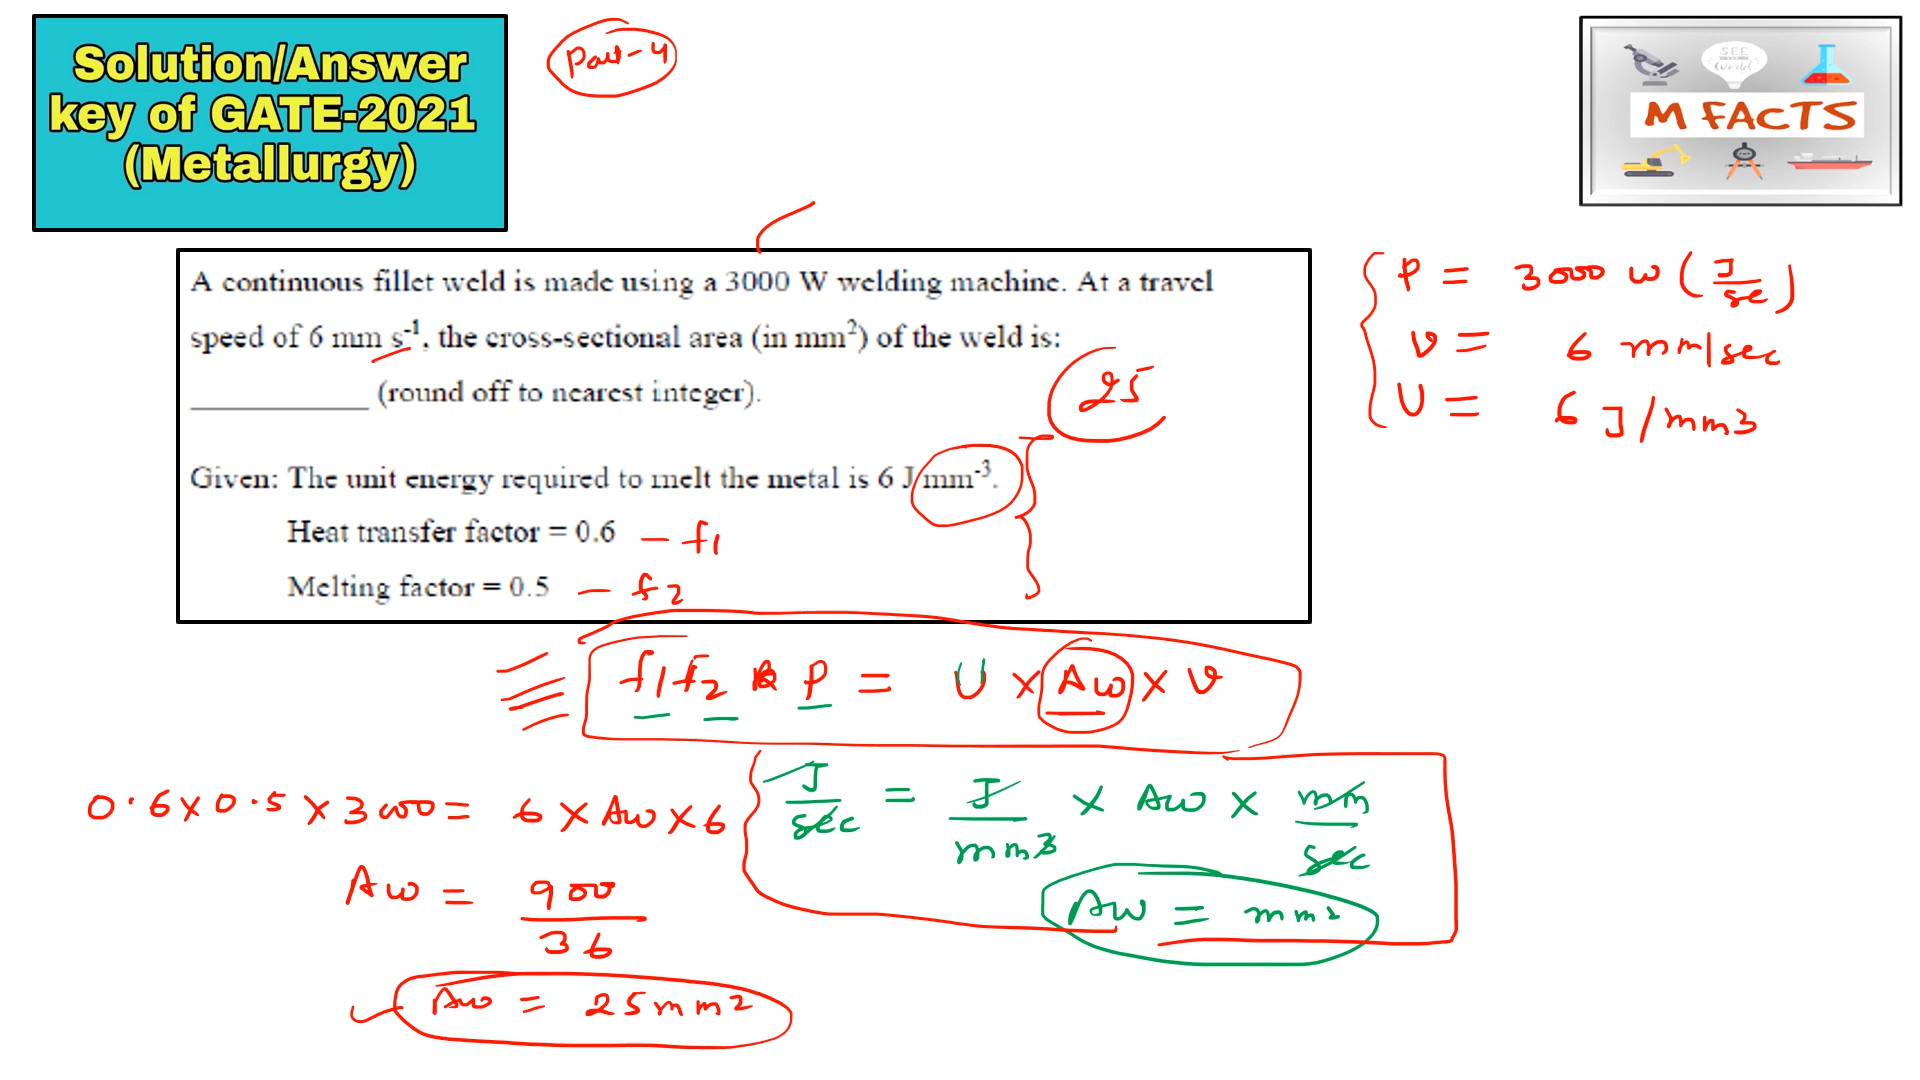 Solution/Answer
key of GATE-2021
(Metallurgy)
Part-4
SEE
the
World
M FACTS
A continuous fillet weld is made using a 3000 W welding machine. At a travel
speed of 6 mm s⁻¹, the cross-sectional area (in mm²) of the weld is:
__________ (round off to nearest integer).
25
Given: The unit energy required to melt the metal is 6 J mm⁻³.
Heat transfer factor = 0.6 — f1
Melting factor = 0.5 — f2
P = 3000 W (J/sec)
v = 6 mm/sec
U = 6 J/mm3
f1 f2 P = U × Aw × v
0.6 × 0.5 × 3000 = 6 × Aw × 6
Aw = 900/36
Aw = 25 mm2
J/sec = J/mm3 × Aw × mm/sec
Aw = mm2